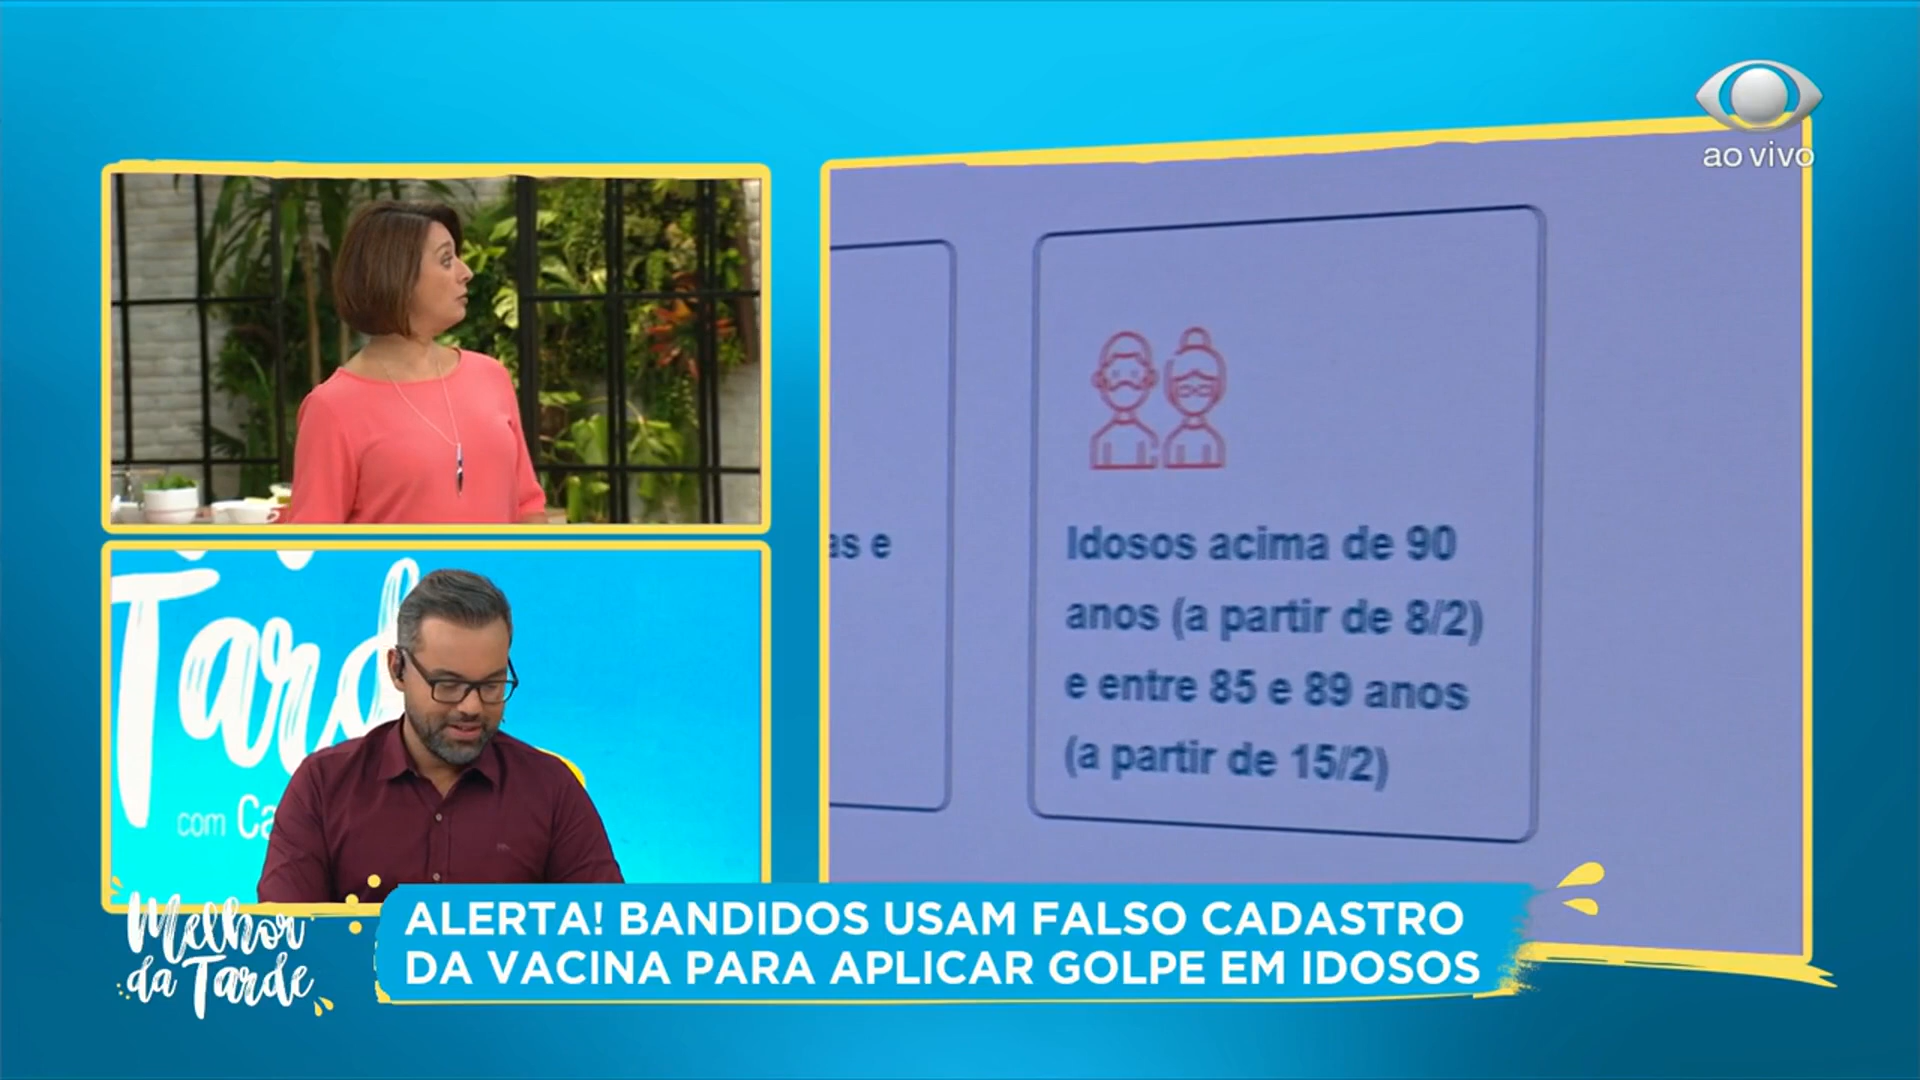 ao vivo
as e
Idosos acima de 90
anos (a partir de 8/2)
e entre 85 e 89 anos
(a partir de 15/2)
Tard
com Ca
Melhor
da Tarde
ALERTA! BANDIDOS USAM FALSO CADASTRO
DA VACINA PARA APLICAR GOLPE EM IDOSOS